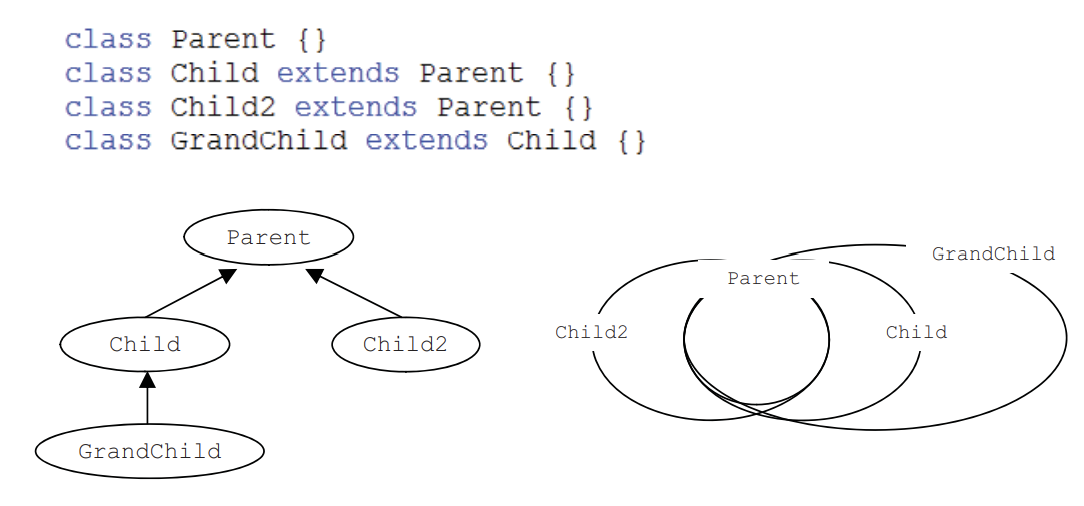 class Parent {}
class Child extends Parent {}
class Child2 extends Parent {}
class GrandChild extends Child {}
Parent
Child
Child2
GrandChild
GrandChild
Parent
Child2
Child